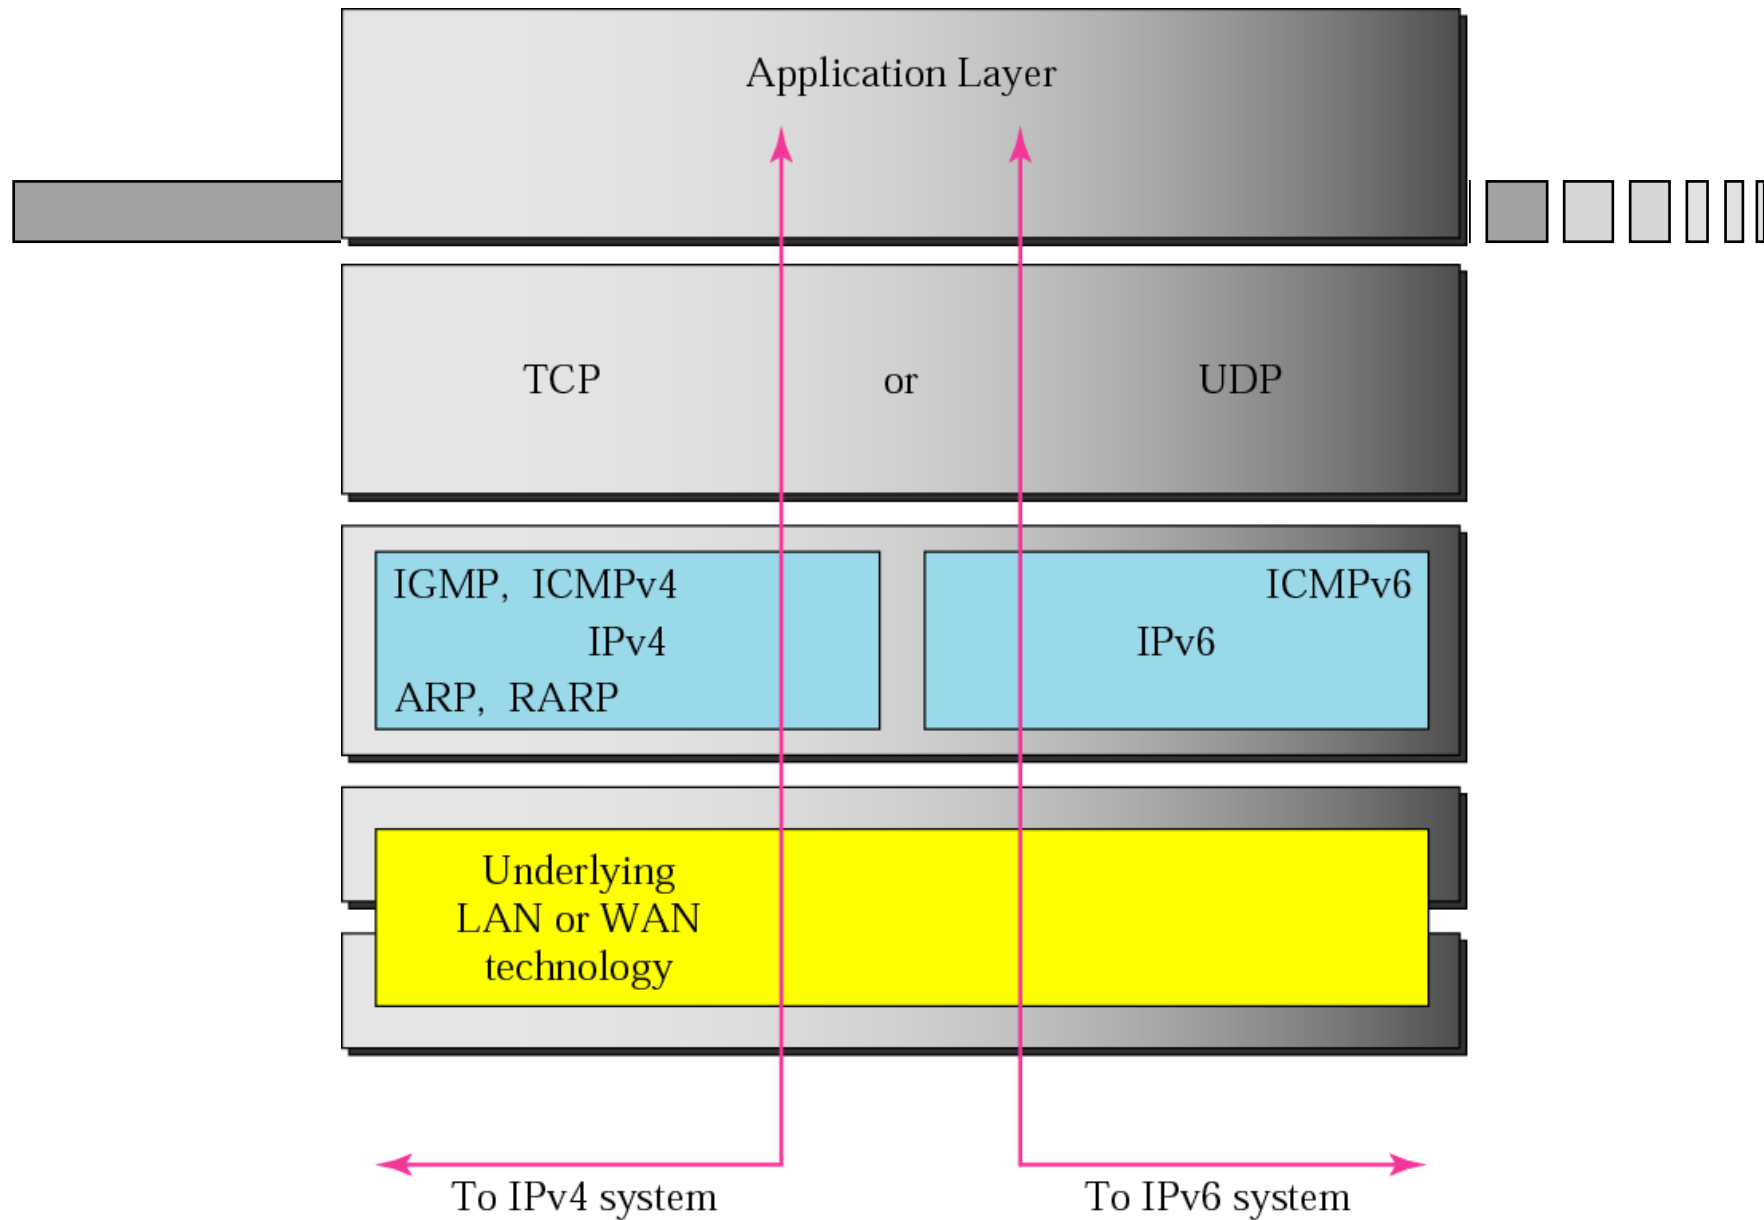 Application Layer
TCP or UDP
IGMP, ICMPv4
IPv4
ARP, RARP
ICMPv6
IPv6
Underlying
LAN or WAN
technology
To IPv4 system
To IPv6 system